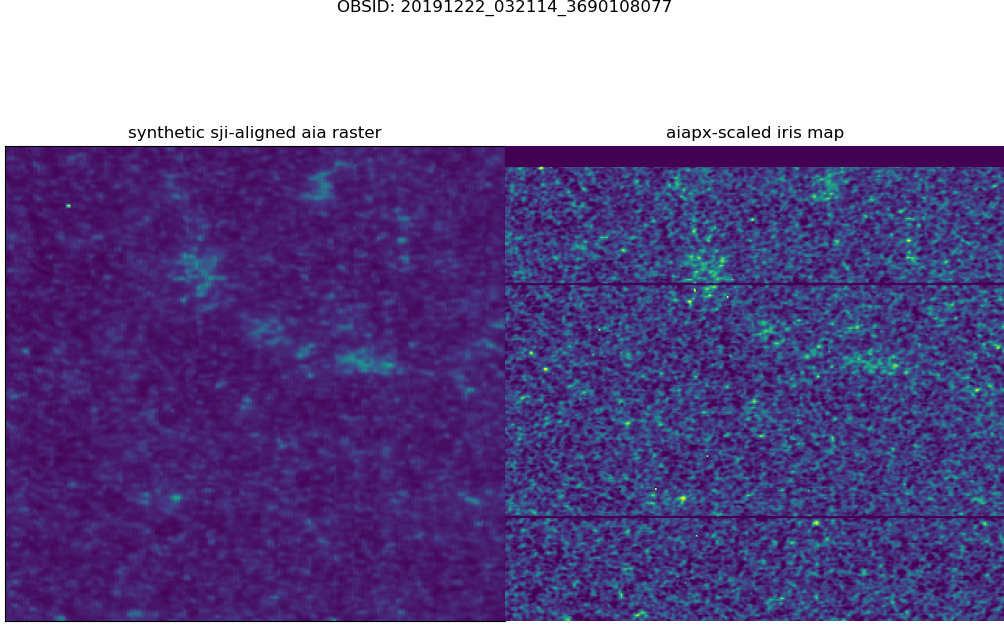 OBSID: 20191222_032114_3690108077
synthetic sji-aligned aia raster
aiapx-scaled iris map